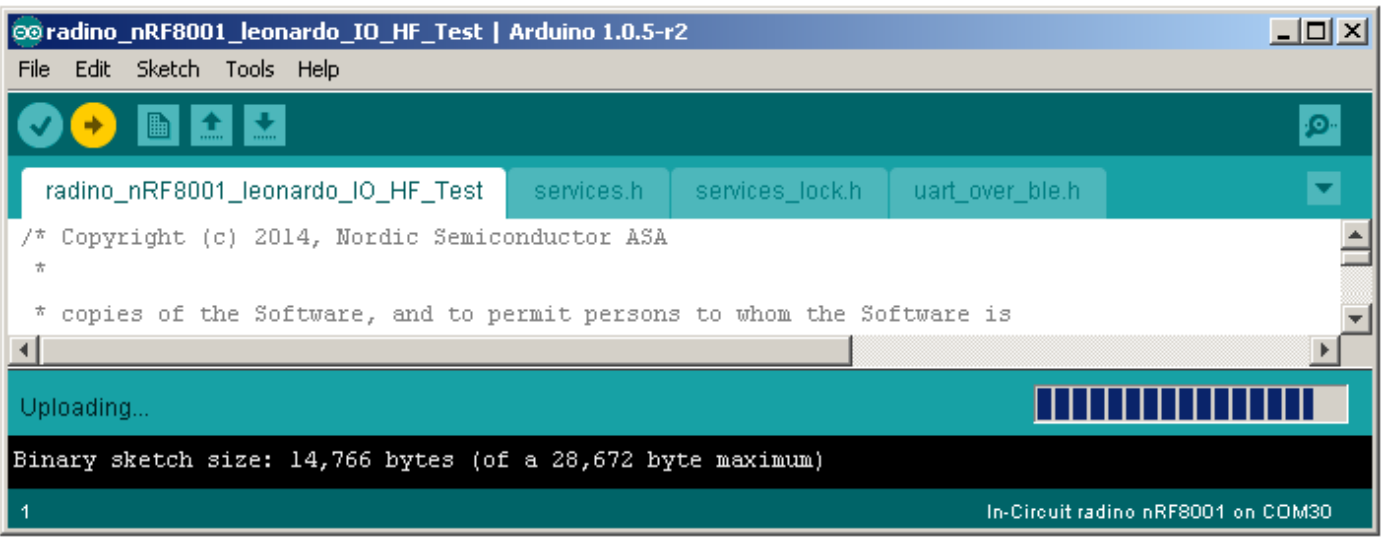 radino_nRF8001_leonardo_IO_HF_Test | Arduino 1.0.5-r2
File Edit Sketch Tools Help
radino_nRF8001_leonardo_IO_HF_Test services.h services_lock.h uart_over_ble.h
/* Copyright (c) 2014, Nordic Semiconductor ASA
*
* copies of the Software, and to permit persons to whom the Software is
Uploading...
Binary sketch size: 14,766 bytes (of a 28,672 byte maximum)
1 In-Circuit radino nRF8001 on COM30